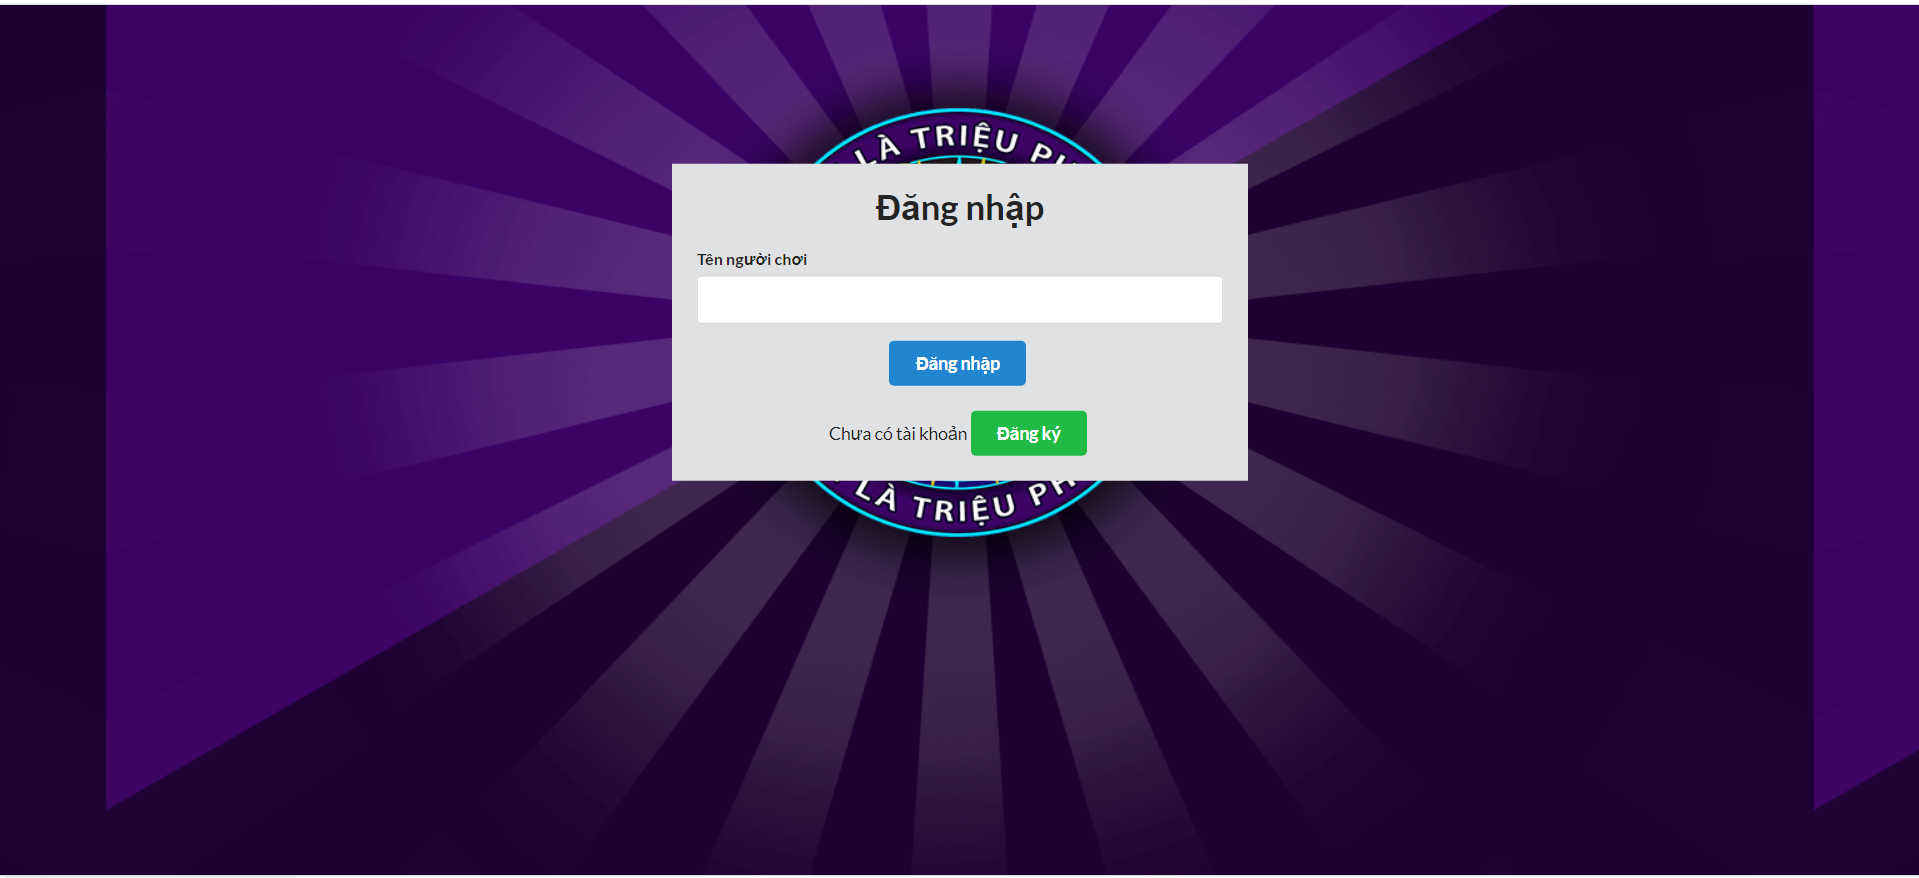 LÀ TRIỆU
Đăng nhập
Tên người chơi
Đăng nhập
Chưa có tài khoản Đăng ký
LÀ TRIỆU